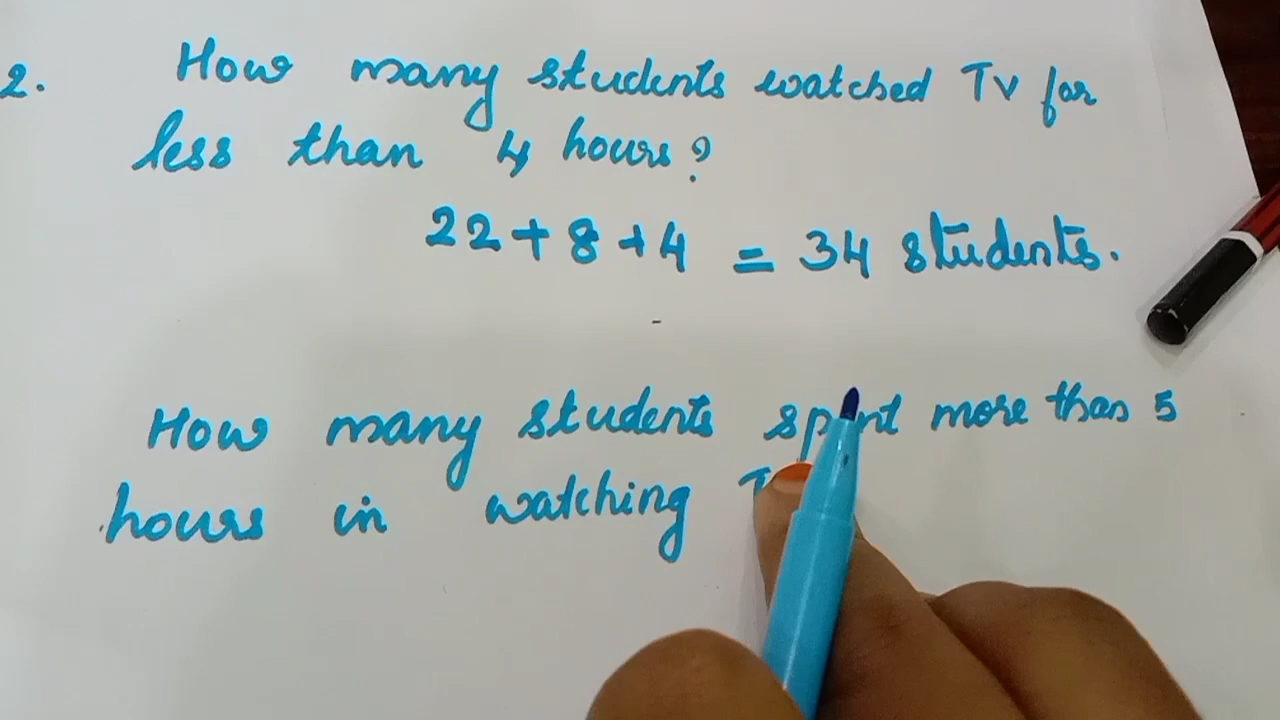 2. How many students watched TV for
less than 4 hours?
22 + 8 + 4 = 34 students.
How many students spent more than 5
hours in watching